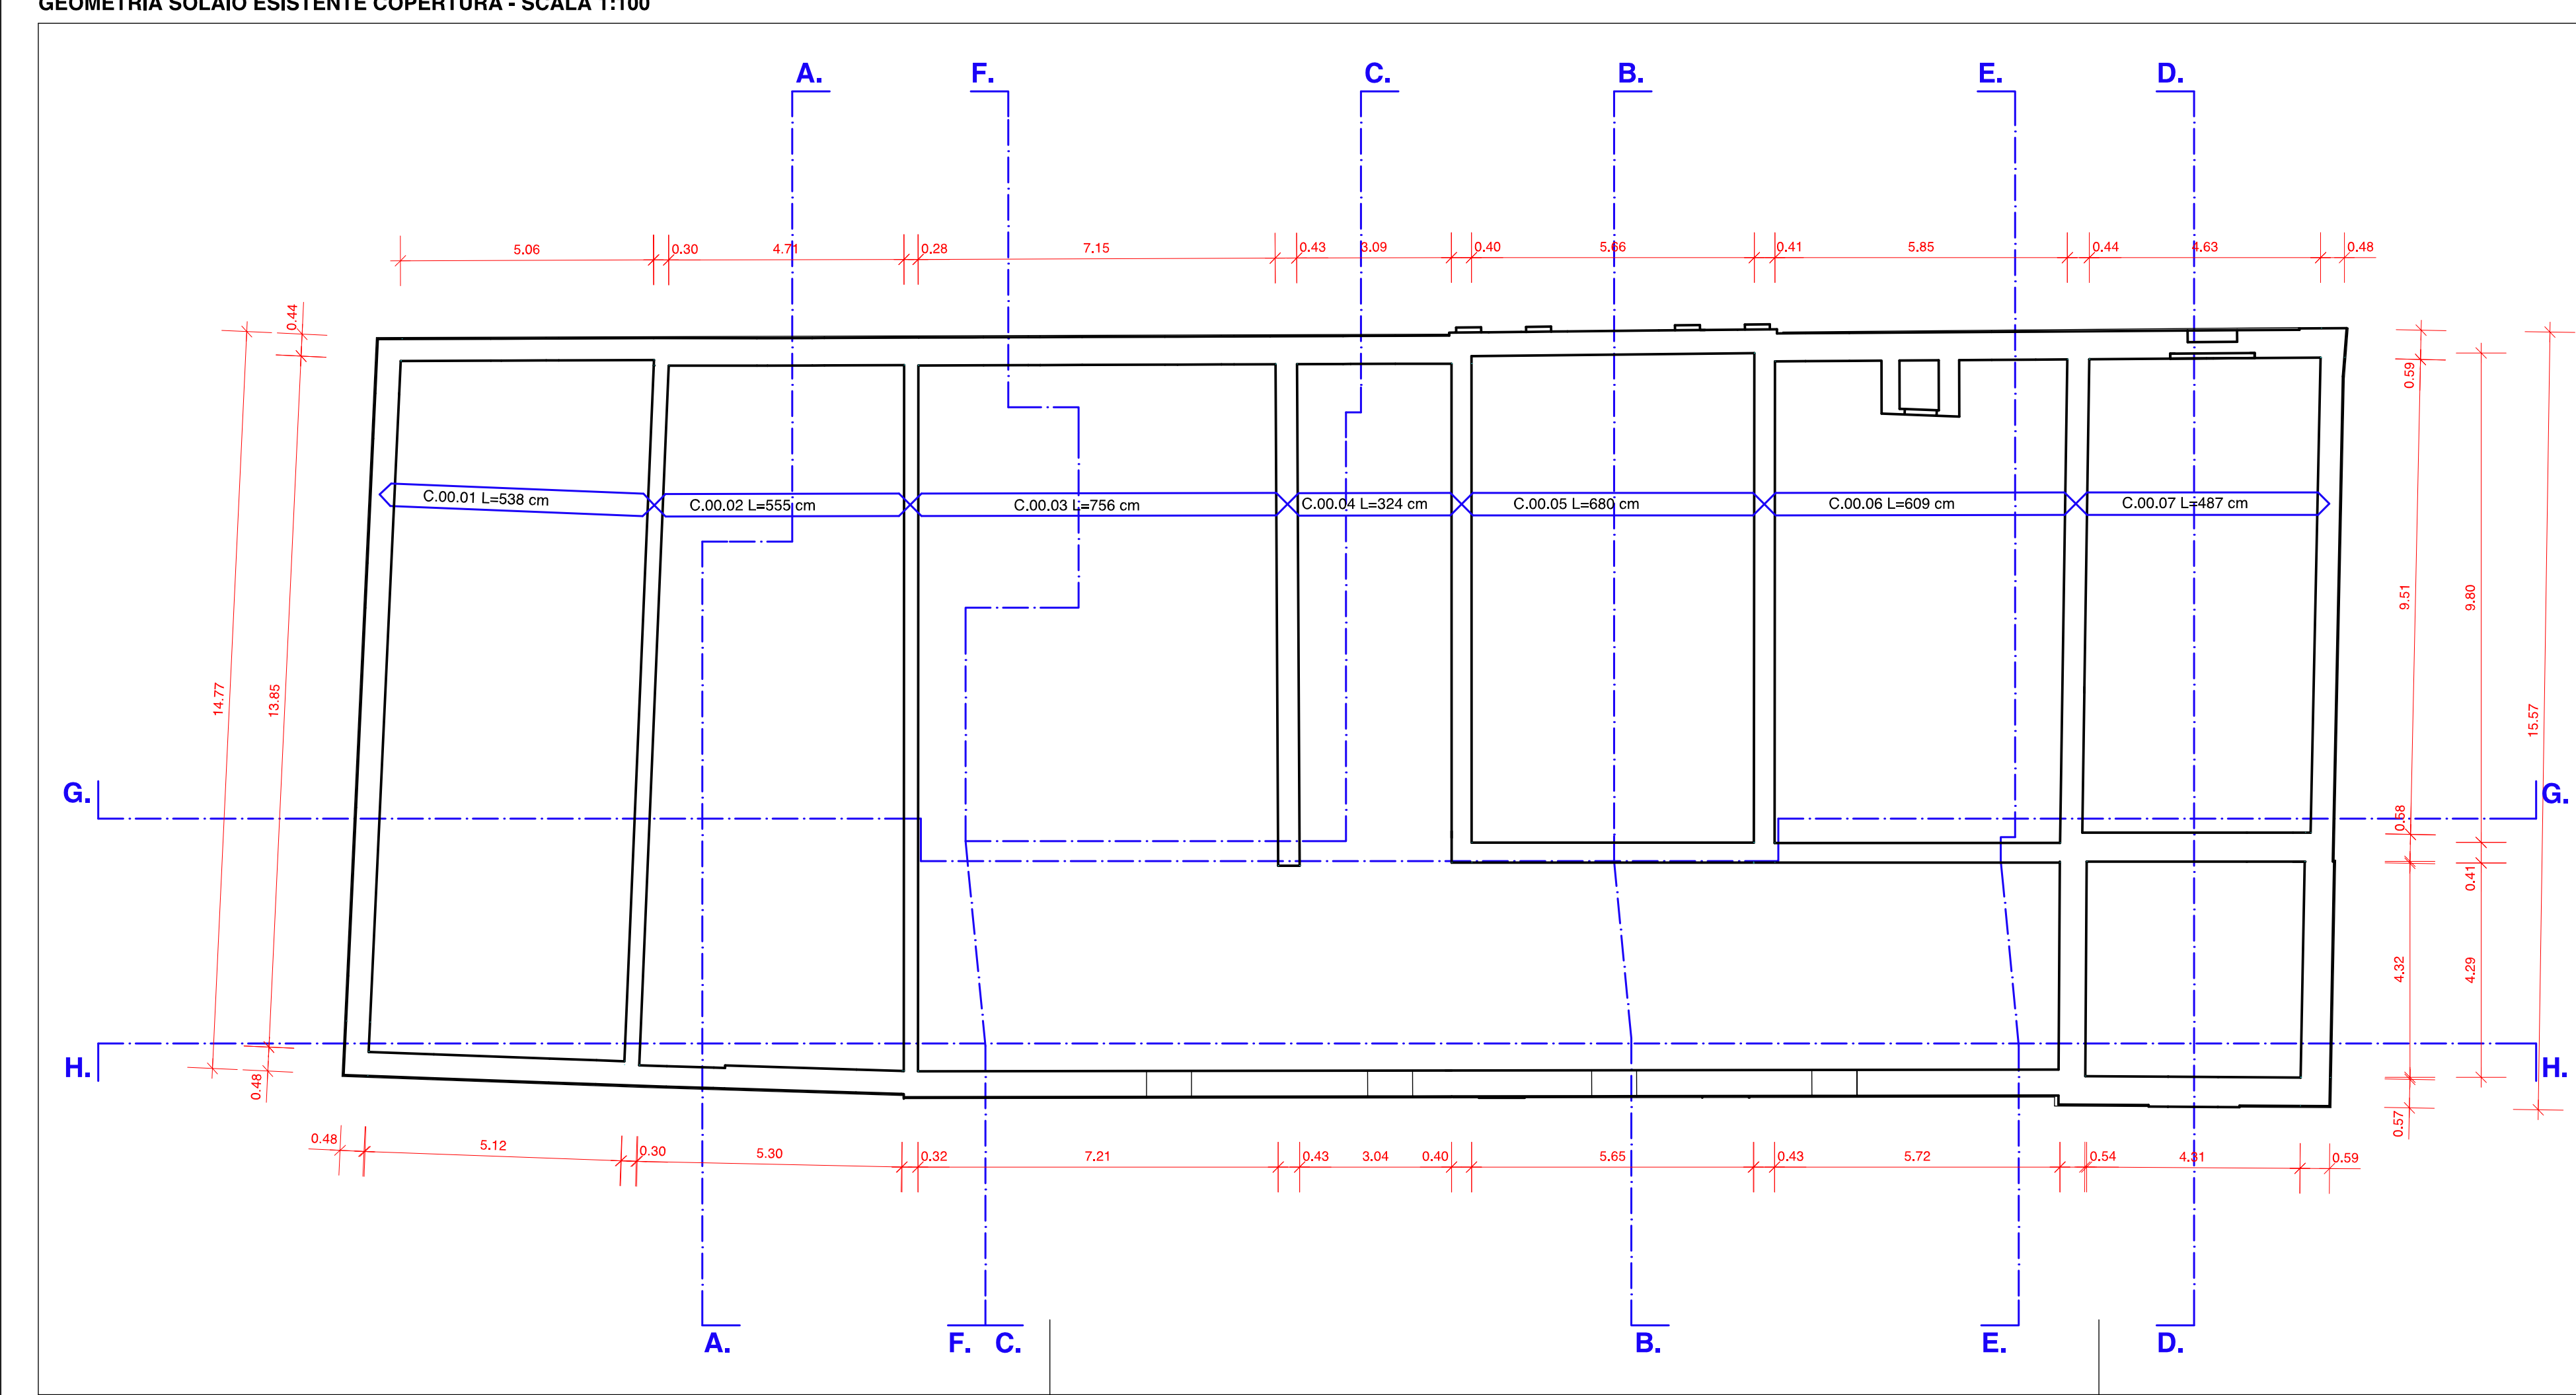 GEOMETRIA SOLAIO ESISTENTE COPERTURA - SCALA 1:100
A. F. C. B. E. D.
5.06 0.30 4.71 0.28 7.15 0.43 3.09 0.40 5.66 0.41 5.85 0.44 4.63 0.48
0.44
0.59
C.00.01 L=538 cm
C.00.02 L=555 cm
C.00.03 L=756 cm
C.00.04 L=324 cm
C.00.05 L=680 cm
C.00.06 L=609 cm
C.00.07 L=487 cm
9.51
9.80
14.77
13.85
15.57
G.
G.
0.68
0.41
4.32
4.29
H.
H.
0.48
0.57
0.48 5.12 0.30 5.30 0.32 7.21 0.43 3.04 0.40 5.65 0.43 5.72 0.54 4.31 0.59
A. F. C. B. E. D.